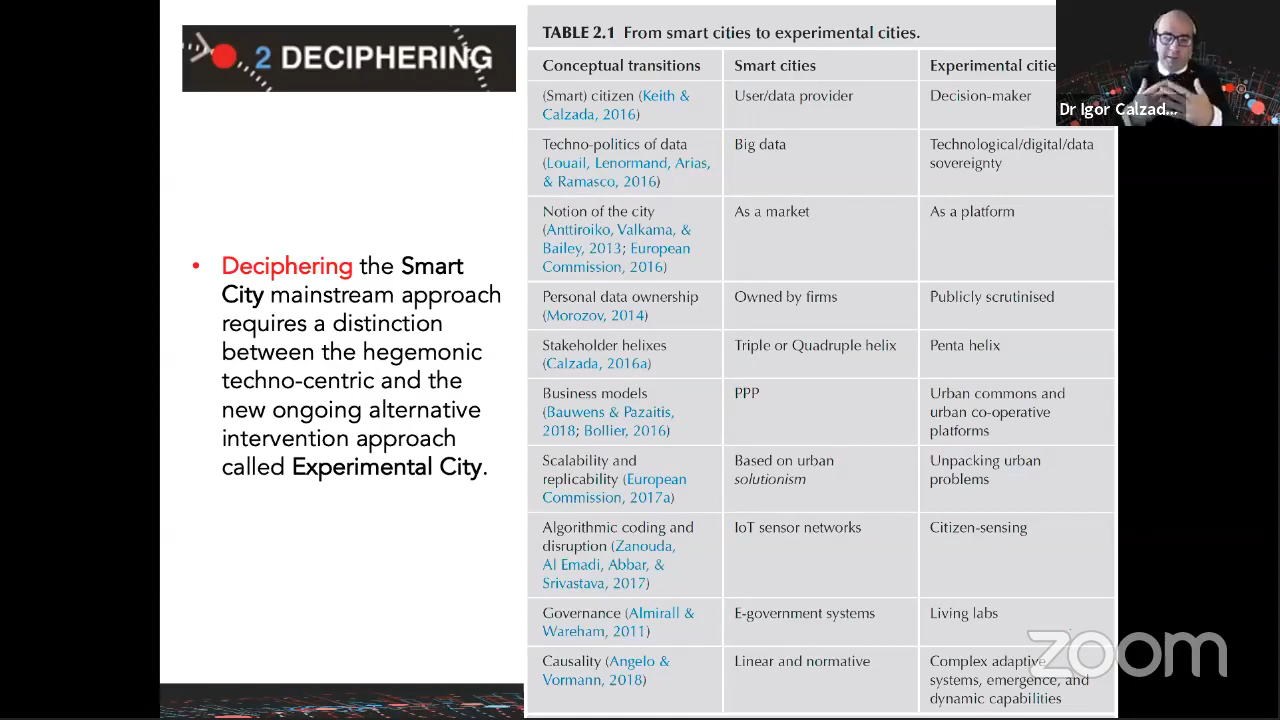 2 DECIPHERING
• Deciphering the Smart
City mainstream approach
requires a distinction
between the hegemonic
techno-centric and the
new ongoing alternative
intervention approach
called Experimental City.
TABLE 2.1 From smart cities to experimental cities.
Conceptual transitions Smart cities Experimental citie
(Smart) citizen (Keith & User/data provider Decision-maker
Calzada, 2016)
Techno-politics of data Big data Technological/digital/data
(Louail, Lenormand, Arias, sovereignty
& Ramasco, 2016)
Notion of the city As a market As a platform
(Anttiroiko, Valkama, &
Bailey, 2013; European
Commission, 2016)
Personal data ownership Owned by firms Publicly scrutinised
(Morozov, 2014)
Stakeholder helixes Triple or Quadruple helix Penta helix
(Calzada, 2016a)
Business models PPP Urban commons and
(Bauwens & Pazaitis, urban co-operative
2018; Bollier, 2016) platforms
Scalability and Based on urban Unpacking urban
replicability (European solutionism problems
Commission, 2017a)
Algorithmic coding and IoT sensor networks Citizen-sensing
disruption (Zanouda,
Al Emadi, Abbar, &
Srivastava, 2017)
Governance (Almirall & E-government systems Living labs
Wareham, 2011)
Causality (Angelo & Linear and normative Complex adaptive
Vormann, 2018) systems, emergence, and
dynamic capabilities
Dr Igor Calzad...
zoom